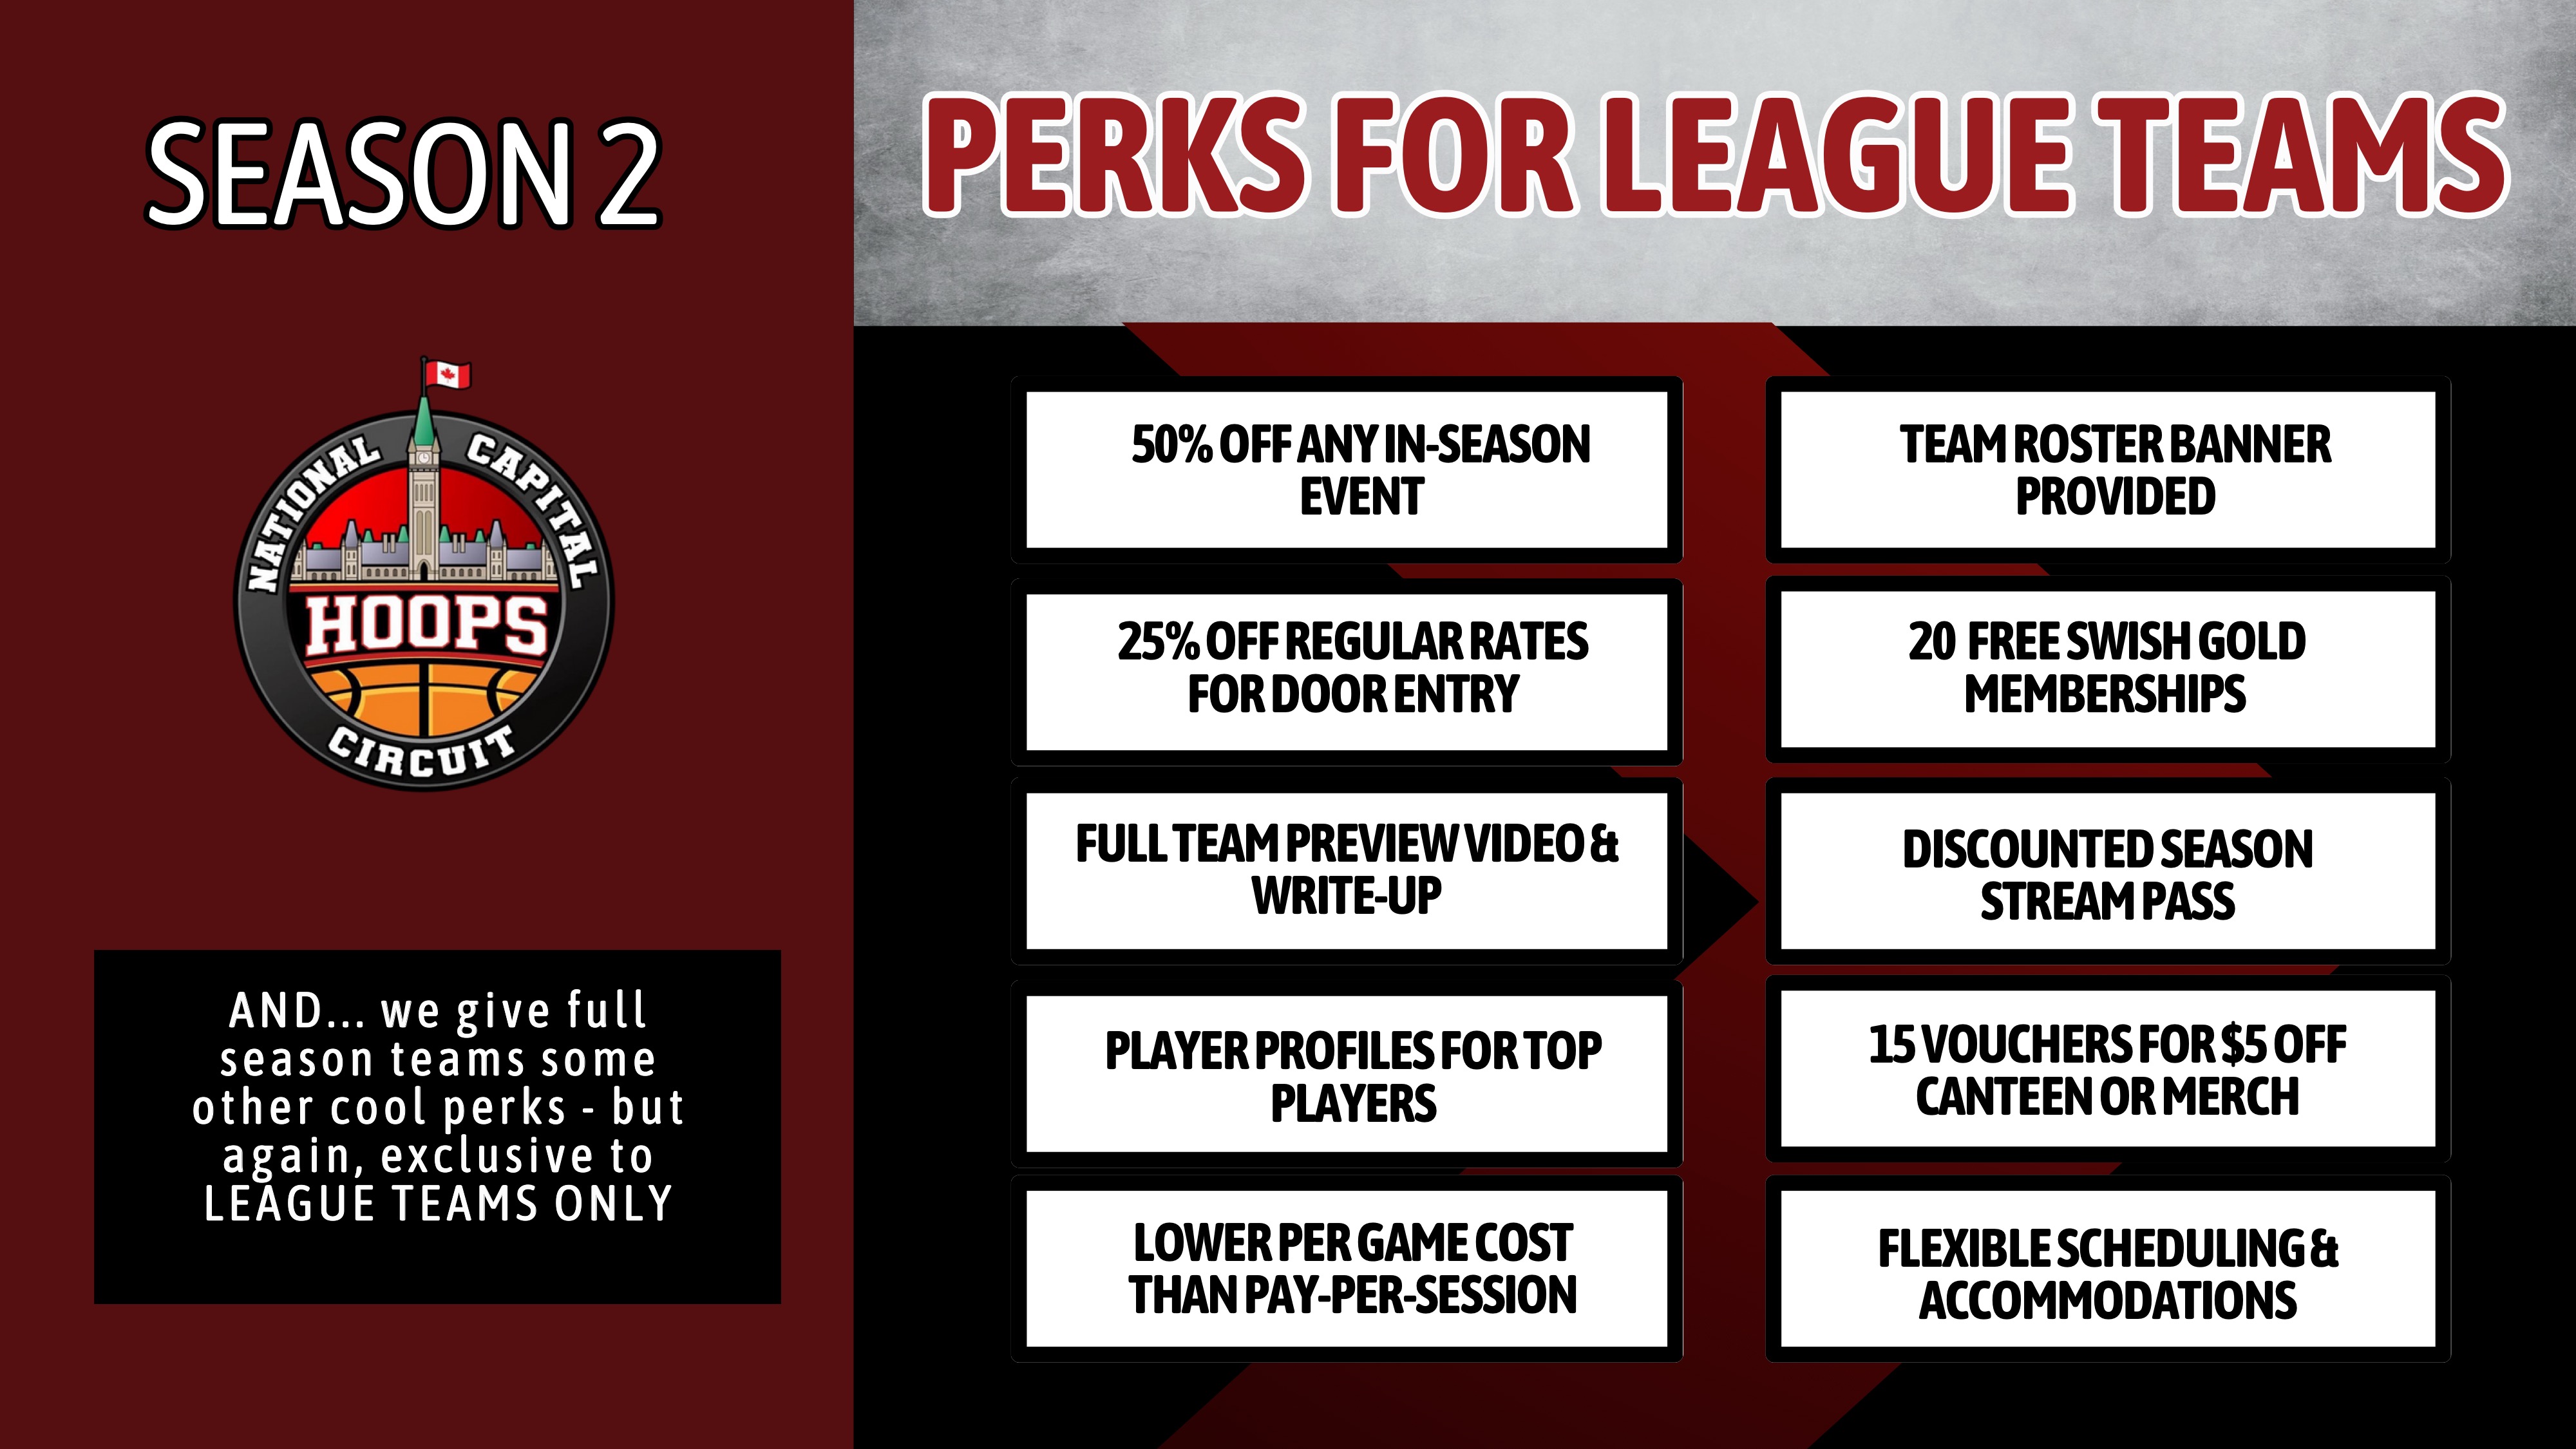 SEASON 2
NATIONAL CAPITAL
HOOPS
CIRCUIT
AND... we give full
season teams some
other cool perks - but
again, exclusive to
LEAGUE TEAMS ONLY
PERKS FOR LEAGUE TEAMS
50% OFF ANY IN-SEASON
EVENT
25% OFF REGULAR RATES
FOR DOOR ENTRY
FULL TEAM PREVIEW VIDEO &
WRITE-UP
PLAYER PROFILES FOR TOP
PLAYERS
LOWER PER GAME COST
THAN PAY-PER-SESSION
TEAM ROSTER BANNER
PROVIDED
20 FREE SWISH GOLD
MEMBERSHIPS
DISCOUNTED SEASON
STREAM PASS
15 VOUCHERS FOR $5 OFF
CANTEEN OR MERCH
FLEXIBLE SCHEDULING &
ACCOMMODATIONS